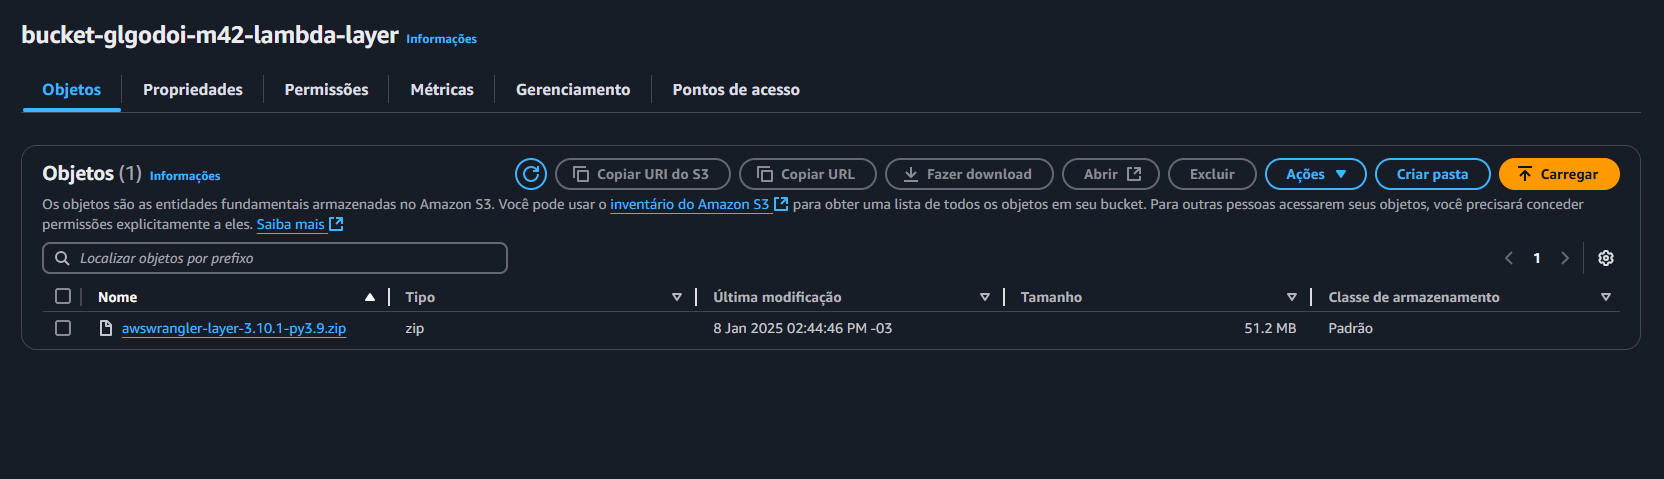 bucket-glgodoi-m42-lambda-layer Informações
Objetos Propriedades Permissões Métricas Gerenciamento Pontos de acesso
Objetos (1) Informações Copiar URI do S3 Copiar URL Fazer download Abrir Excluir Ações Criar pasta Carregar
Os objetos são as entidades fundamentais armazenadas no Amazon S3. Você pode usar o inventário do Amazon S3 para obter uma lista de todos os objetos em seu bucket. Para outras pessoas acessarem seus objetos, você precisará conceder
permissões explicitamente a eles. Saiba mais
Localizar objetos por prefixo 1
Nome Tipo Última modificação Tamanho Classe de armazenamento
awswrangler-layer-3.10.1-py3.9.zip zip 8 Jan 2025 02:44:46 PM -03 51.2 MB Padrão